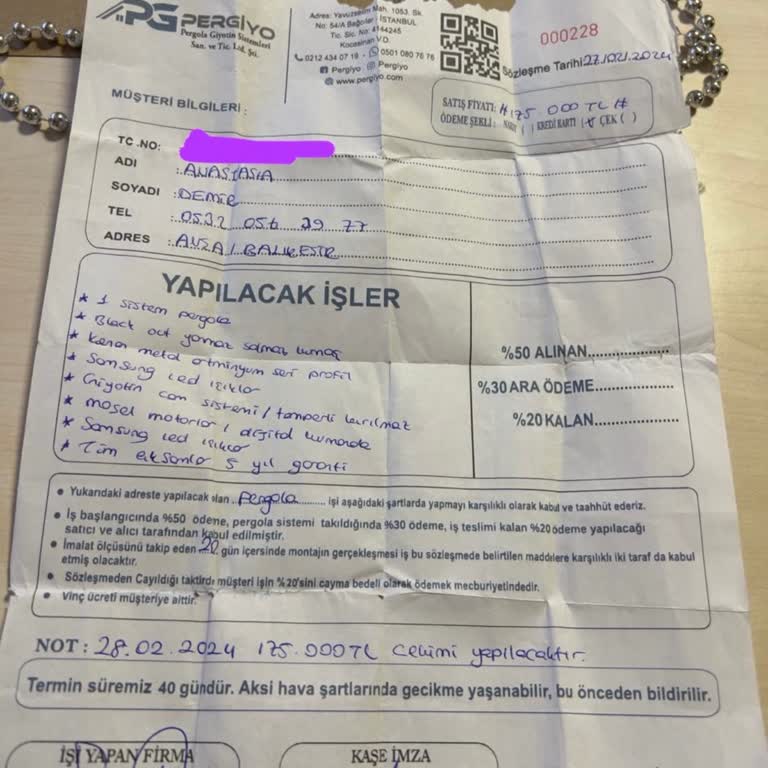 PG PERGİYO
Pergola Giyotin Sistemleri
San. ve Tic. Ltd. Şti.
Adres: Yavuzselim Mah. 1053. Sk.
No: 54/A Bağcılar - İSTANBUL
Tic. Sic. No: 4144245
Kocasinan V.D.
0212 434 07 19 - 0501 080 76 76
Pergiyo Pergiyo
www.pergiyo.com
000228
Sözleşme Tarihi 27/02/2024
SATIŞ FİYATI: #175.000 TL#
ÖDEME ŞEKLİ: NAKİT ( ) KREDİ KARTI ( ) ÇEK ( )
MÜŞTERİ BİLGİLERİ :
TC .NO:
ADI : ANASTASIA
SOYADI : DEMİR
TEL : 0532 056 29 77
ADRES : / BALIKESİR
YAPILACAK İŞLER
* 1 sistem pergola
* Black out yanmaz solmaz kumaş
* Kenar metal seri profil
* Samsung led ışıklar
* Giyotin cam sistemi / temperli kırılmaz
* mosel motorlar / dijital kumanda
* Samsung led ışıklar
* Tüm aksamlar 5 yıl garanti
%50 ALINAN
%30 ARA ÖDEME
%20 KALAN
• Yukarıdaki adreste yapılacak olan Pergola işi aşağıdaki şartlarda yapmayı karşılıklı olarak kabul ve taahhüt ederiz.
• İş başlangıcında %50 ödeme, pergola sistemi takıldığında %30 ödeme, iş teslimi kalan %20 ödeme yapılacağı
satıcı ve alıcı tarafından kabul edilmiştir.
• İmalat ölçüsünü takip eden 20 gün içersinde montajın gerçekleşmesi iş bu sözleşmede belirtilen maddelere karşılıklı iki taraf da kabul
etmiş olacaktır.
• Sözleşmeden Cayıldığı taktirdi müşteri işin %20'sini cayma bedeli olarak ödemek mecburiyetindedir.
• Vinç ücreti müşteriye aittir.
NOT : 28.02.2024 175.000TL çekimi yapılacaktır.
Termin süremiz 40 gündür. Aksi hava şartlarında gecikme yaşanabilir, bu önceden bildirilir.
İŞİ YAPAN FİRMA
KAŞE İMZA